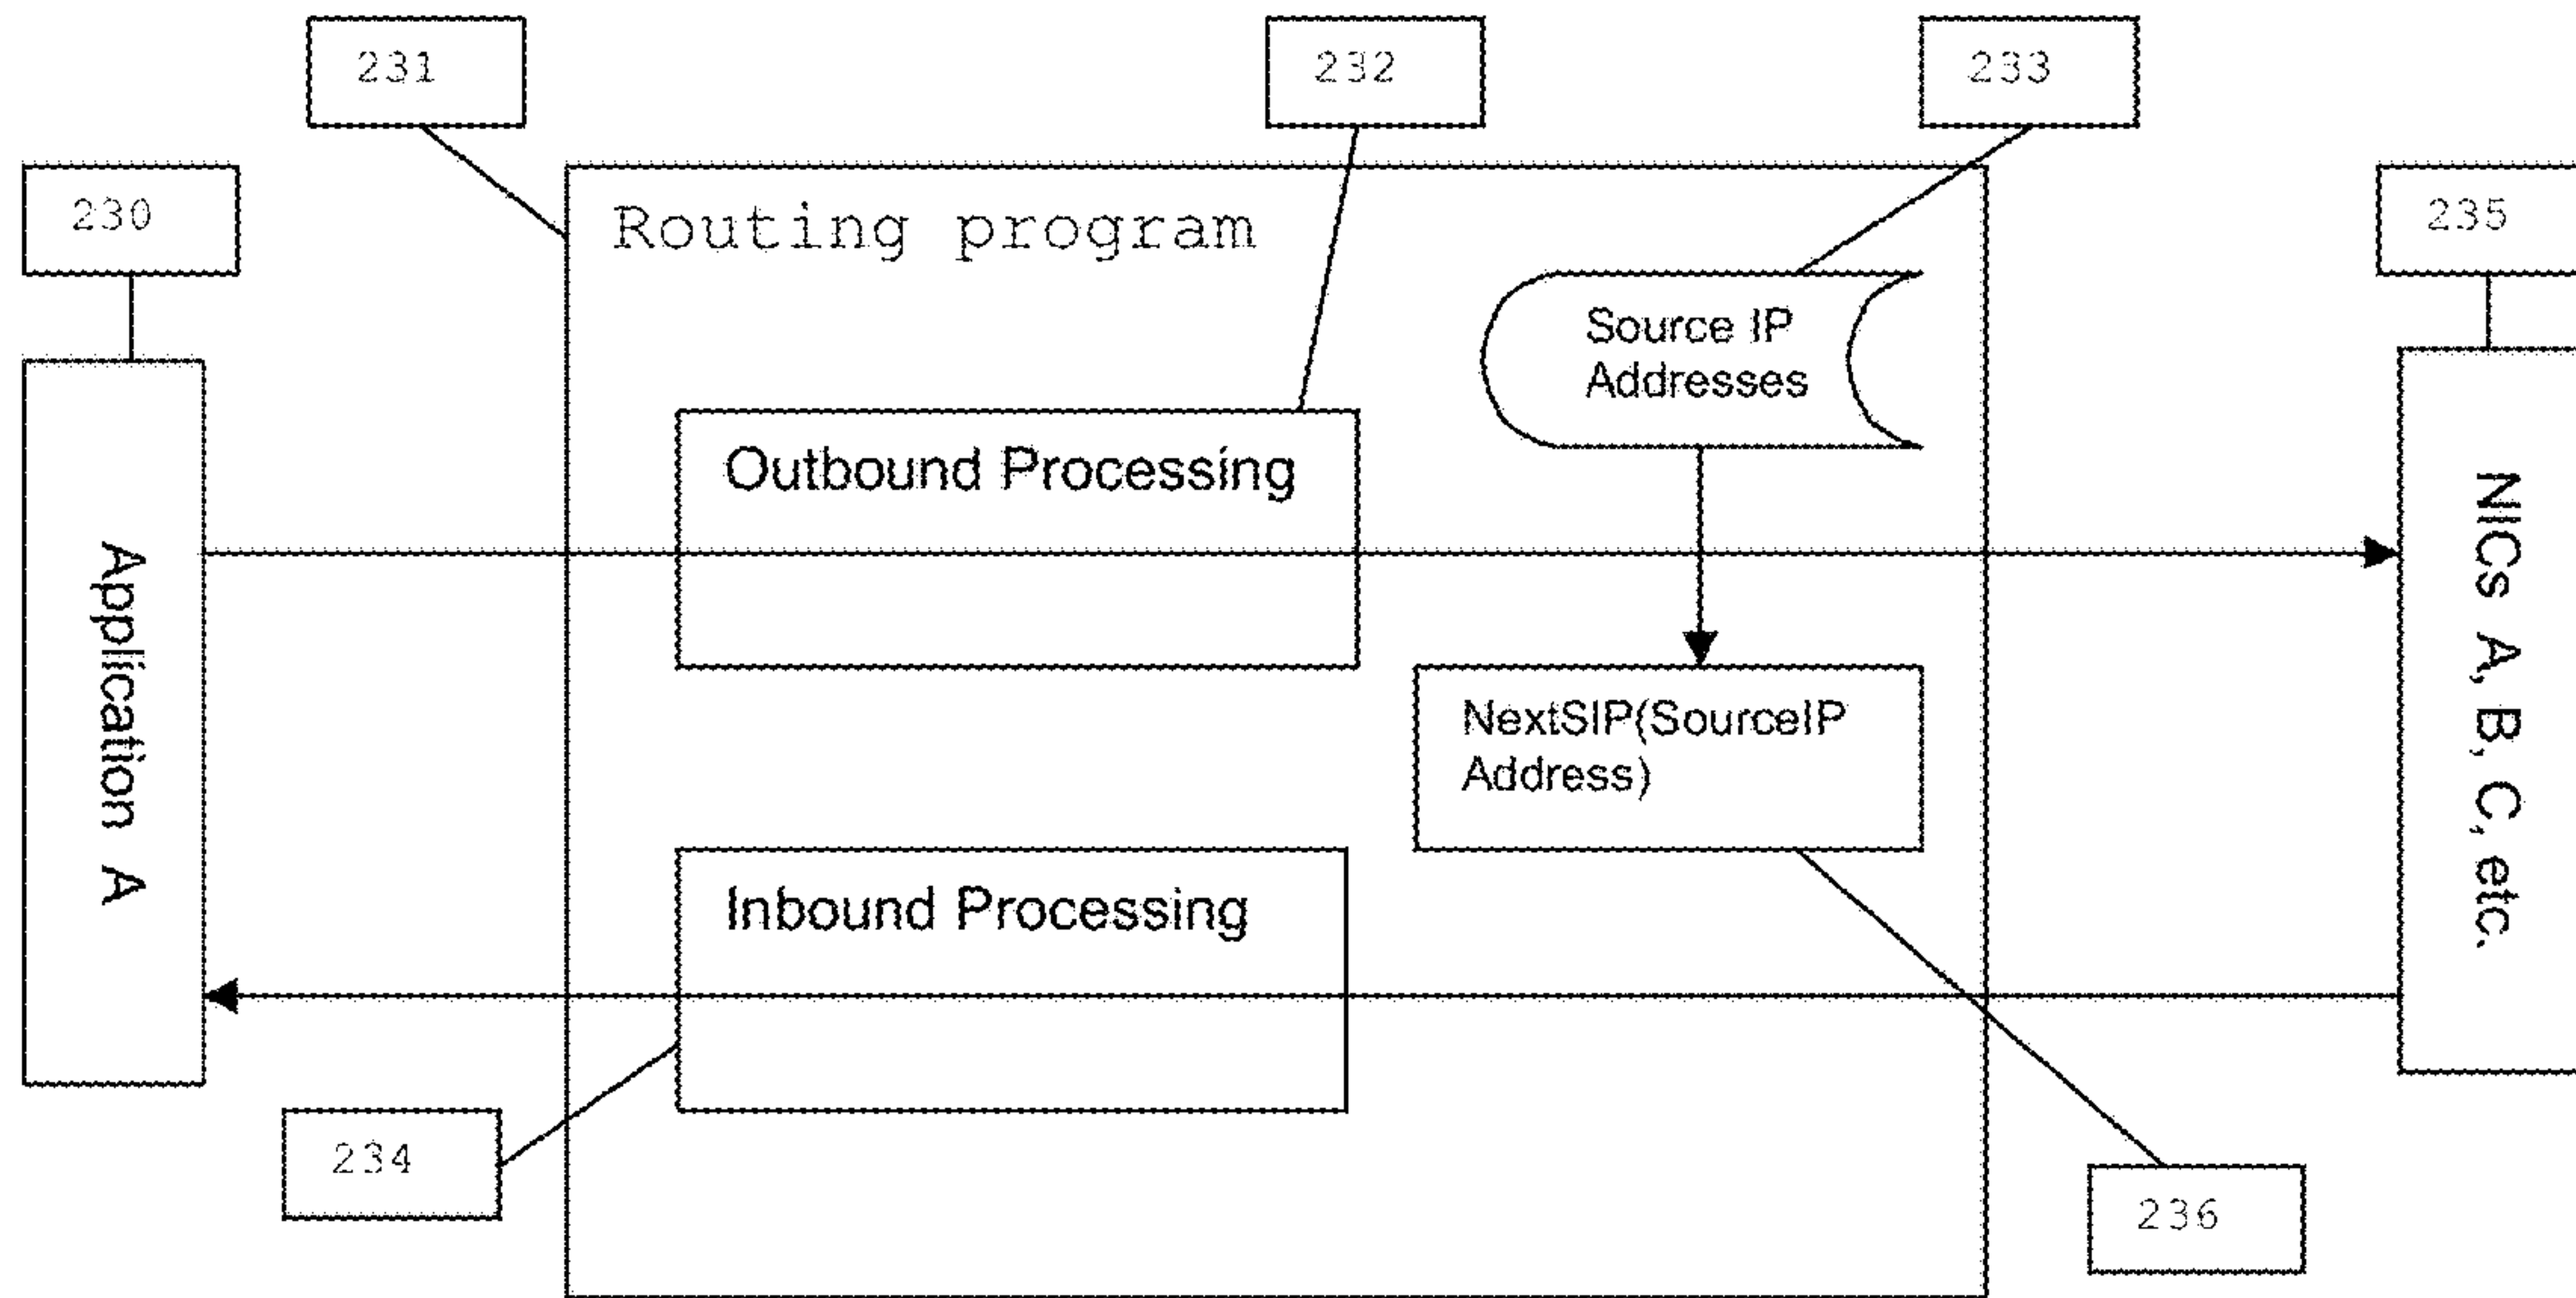 231
232
233
230
Routing program
235
Source IP
Addresses
Outbound Processing
Application A
NICs A, B, C, etc.
NextSIP(SourceIP
Address)
Inbound Processing
234
236